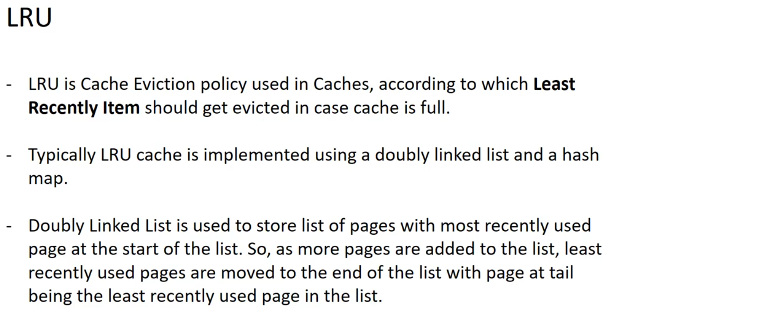 LRU
- LRU is Cache Eviction policy used in Caches, according to which Least
Recently Item should get evicted in case cache is full.
- Typically LRU cache is implemented using a doubly linked list and a hash
map.
- Doubly Linked List is used to store list of pages with most recently used
page at the start of the list. So, as more pages are added to the list, least
recently used pages are moved to the end of the list with page at tail
being the least recently used page in the list.